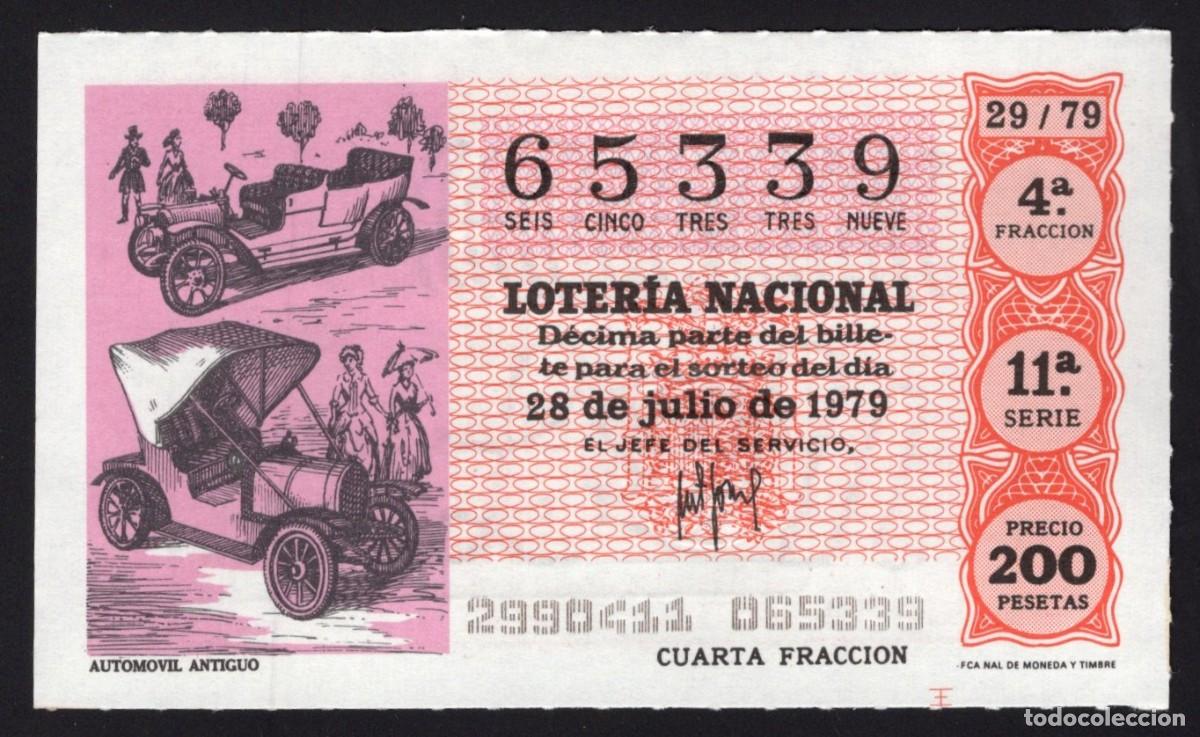 65339
SEIS CINCO TRES TRES NUEVE
LOTERÍA NACIONAL
Décima parte del bille-
te para el sorteo del día
28 de julio de 1979
EL JEFE DEL SERVICIO,
29 / 79
4ª.
FRACCION
11ª.
SERIE
PRECIO
200
PESETAS
2990411 065339
CUARTA FRACCION
AUTOMOVIL ANTIGUO
·FCA NAL DE MONEDA Y TIMBRE
todocoleccion